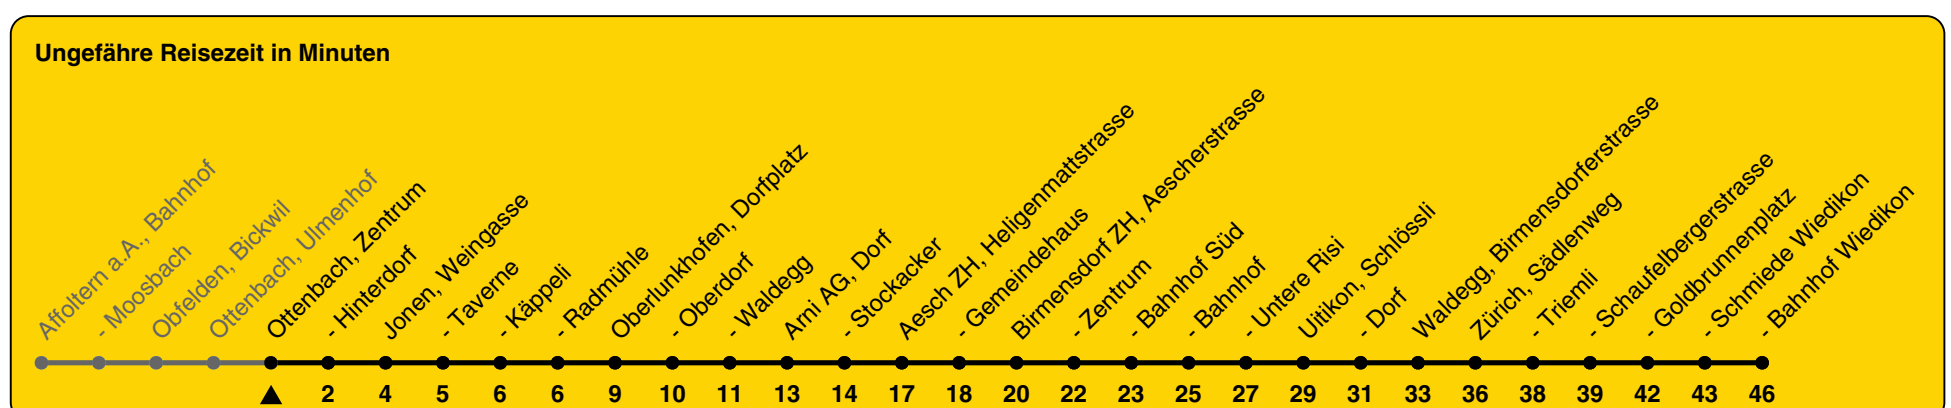 Ungefähre Reisezeit in Minuten
Affoltern a.A., Bahnhof
- Moosbach
Obfelden, Bickwil
Ottenbach, Ulmenhof
Ottenbach, Zentrum
- Hinterdorf
Jonen, Weingasse
- Taverne
- Käppeli
- Radmühle
Oberlunkhofen, Dorfplatz
- Oberdorf
- Waldegg
Arni AG, Dorf
- Stockacker
Aesch ZH, Heligenmattstrasse
- Gemeindehaus
Birmensdorf ZH, Aescherstrasse
- Zentrum
- Bahnhof Süd
- Bahnhof
- Untere Risi
Uitikon, Schlössli
- Dorf
Waldegg, Birmensdorferstrasse
Zürich, Sädlenweg
- Triemli
- Schaufelbergerstrasse
- Goldbrunnenplatz
- Schmiede Wiedikon
- Bahnhof Wiedikon
2 4 5 6 6 9 10 11 13 14 17 18 20 22 23 25 27 29 31 33 36 38 39 42 43 46